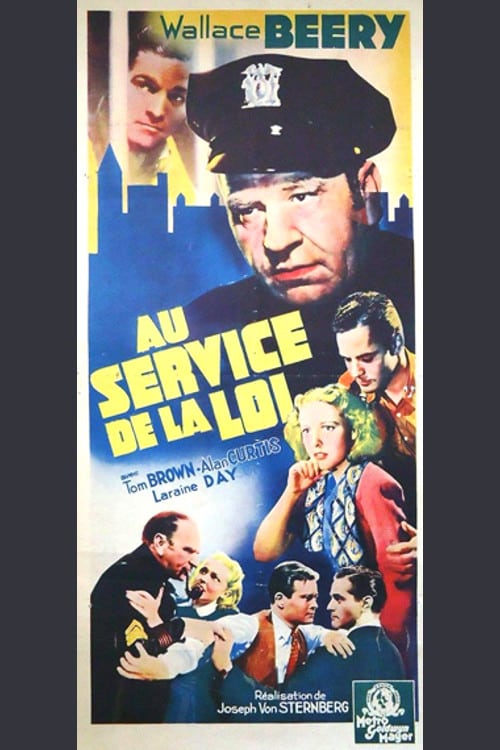 Wallace BEERY
AU
SERVICE
DE LA LOI
avec
Tom BROWN - Alan CURTIS
Laraine DAY
Réalisation de
Joseph Von STERNBERG
Metro
Goldwyn
Mayer